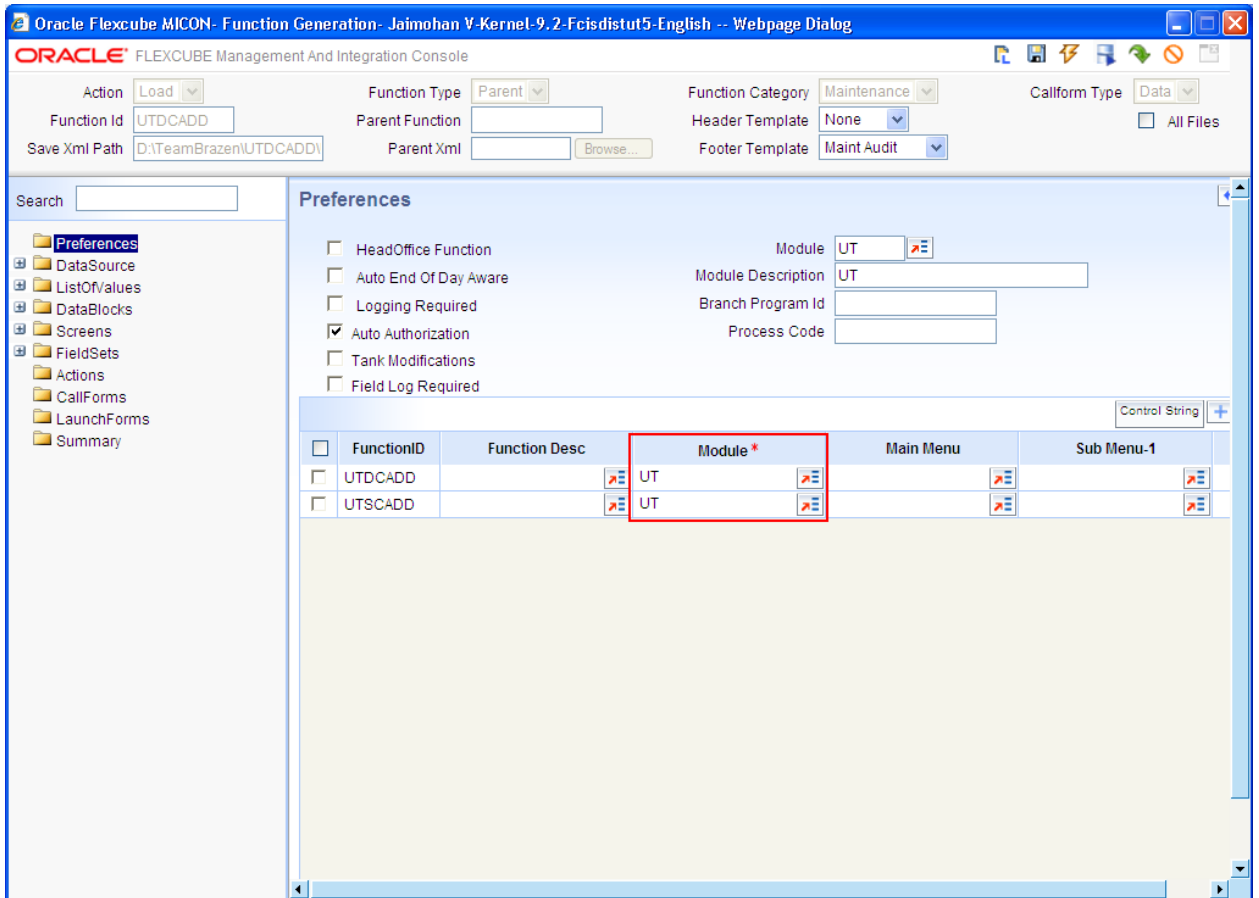 Oracle Flexcube MICON- Function Generation- Jaimohan V-Kernel-9.2-Fcisdistut5-English -- Webpage Dialog
ORACLE FLEXCUBE Management And Integration Console
Action Load Function Type Parent Function Category Maintenance Callform Type Data
Function Id UTDCADD Parent Function Header Template None All Files
Save Xml Path D:\TeamBrazen\UTDCADD\ Parent Xml Browse... Footer Template Maint Audit
Search
Preferences
DataSource
ListOfValues
DataBlocks
Screens
FieldSets
Actions
CallForms
LaunchForms
Summary
Preferences
HeadOffice Function Module UT
Auto End Of Day Aware Module Description UT
Logging Required Branch Program Id
Auto Authorization Process Code
Tank Modifications
Field Log Required
Control String
FunctionID Function Desc Module * Main Menu Sub Menu-1
UTDCADD UT
UTSCADD UT